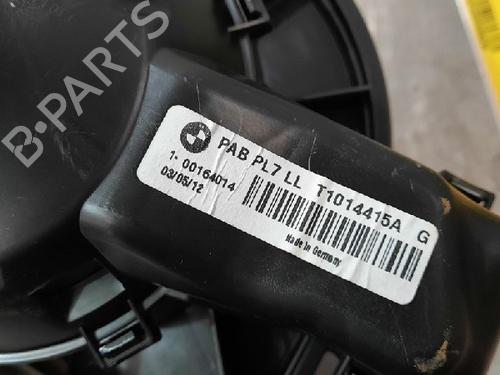 B-PARTS
PAB PL7 LL T1014415A G
1- 00164014
03/05/12
Made in Germany